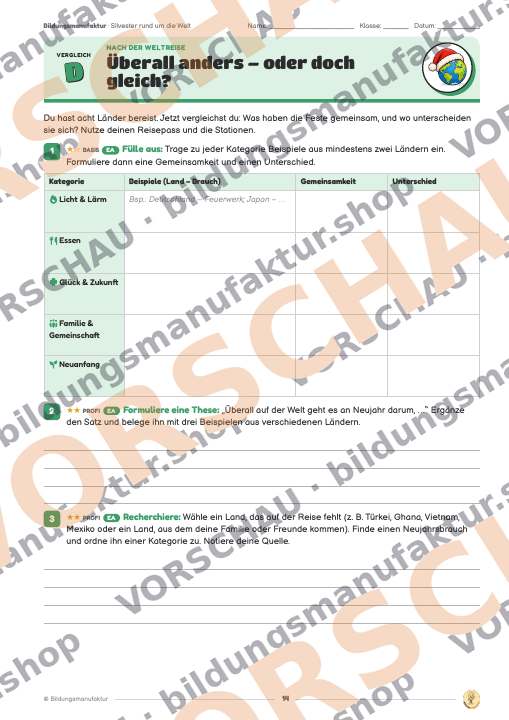 Bildungsmanufaktur · Silvester rund um die Welt Name: Klasse: Datum:
VERGLEICH
D
NACH DER WELTREISE
Überall anders – oder doch
gleich?
Du hast acht Länder bereist. Jetzt vergleichst du: Was haben die Feste gemeinsam, und wo unterscheiden
sie sich? Nutze deinen Reisepass und die Stationen.
1 ★ BASIS EA Fülle aus: Trage zu jeder Kategorie Beispiele aus mindestens zwei Ländern ein.
Formuliere dann eine Gemeinsamkeit und einen Unterschied.
Kategorie Beispiele (Land – Brauch) Gemeinsamkeit Unterschied
Licht & Lärm Bsp. Deutschland – Feuerwerk; Japan – …
Essen
Glück & Zukunft
Familie &
Gemeinschaft
Neuanfang
2 ★★ PROFI EA Formuliere eine These: „Überall auf der Welt geht es an Neujahr darum, …“ Ergänze
den Satz und belege ihn mit drei Beispielen aus verschiedenen Ländern.
3 ★★ PROFI EA Recherchiere: Wähle ein Land, das auf der Reise fehlt (z. B. Türkei, Ghana, Vietnam,
Mexiko oder ein Land, aus dem deine Familie oder Freunde kommen). Finde einen Neujahrsbrauch
und ordne ihn einer Kategorie zu. Notiere deine Quelle.
© Bildungsmanufaktur 14
VORSCHAU
VORSCHAU · bildungsmanufaktur.shop